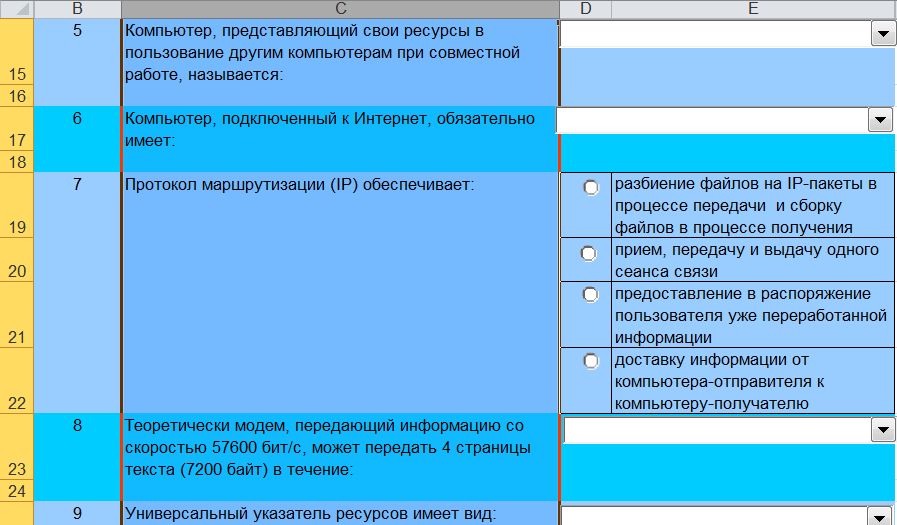 B C D E
15 5 Компьютер, представляющий свои ресурсы в
пользование другим компьютерам при совместной
работе, называется:
16
17 6 Компьютер, подключенный к Интернет, обязательно
имеет:
18
19 7 Протокол маршрутизации (IP) обеспечивает:
разбиение файлов на IP-пакеты в
процессе передачи и сборку
файлов в процессе получения
20 прием, передачу и выдачу одного
сеанса связи
21 предоставление в распоряжение
пользователя уже переработанной
информации
22 доставку информации от
компьютера-отправителя к
компьютеру-получателю
23 8 Теоретически модем, передающий информацию со
скоростью 57600 бит/с, может передать 4 страницы
текста (7200 байт) в течение:
24
9 Универсальный указатель ресурсов имеет вид: